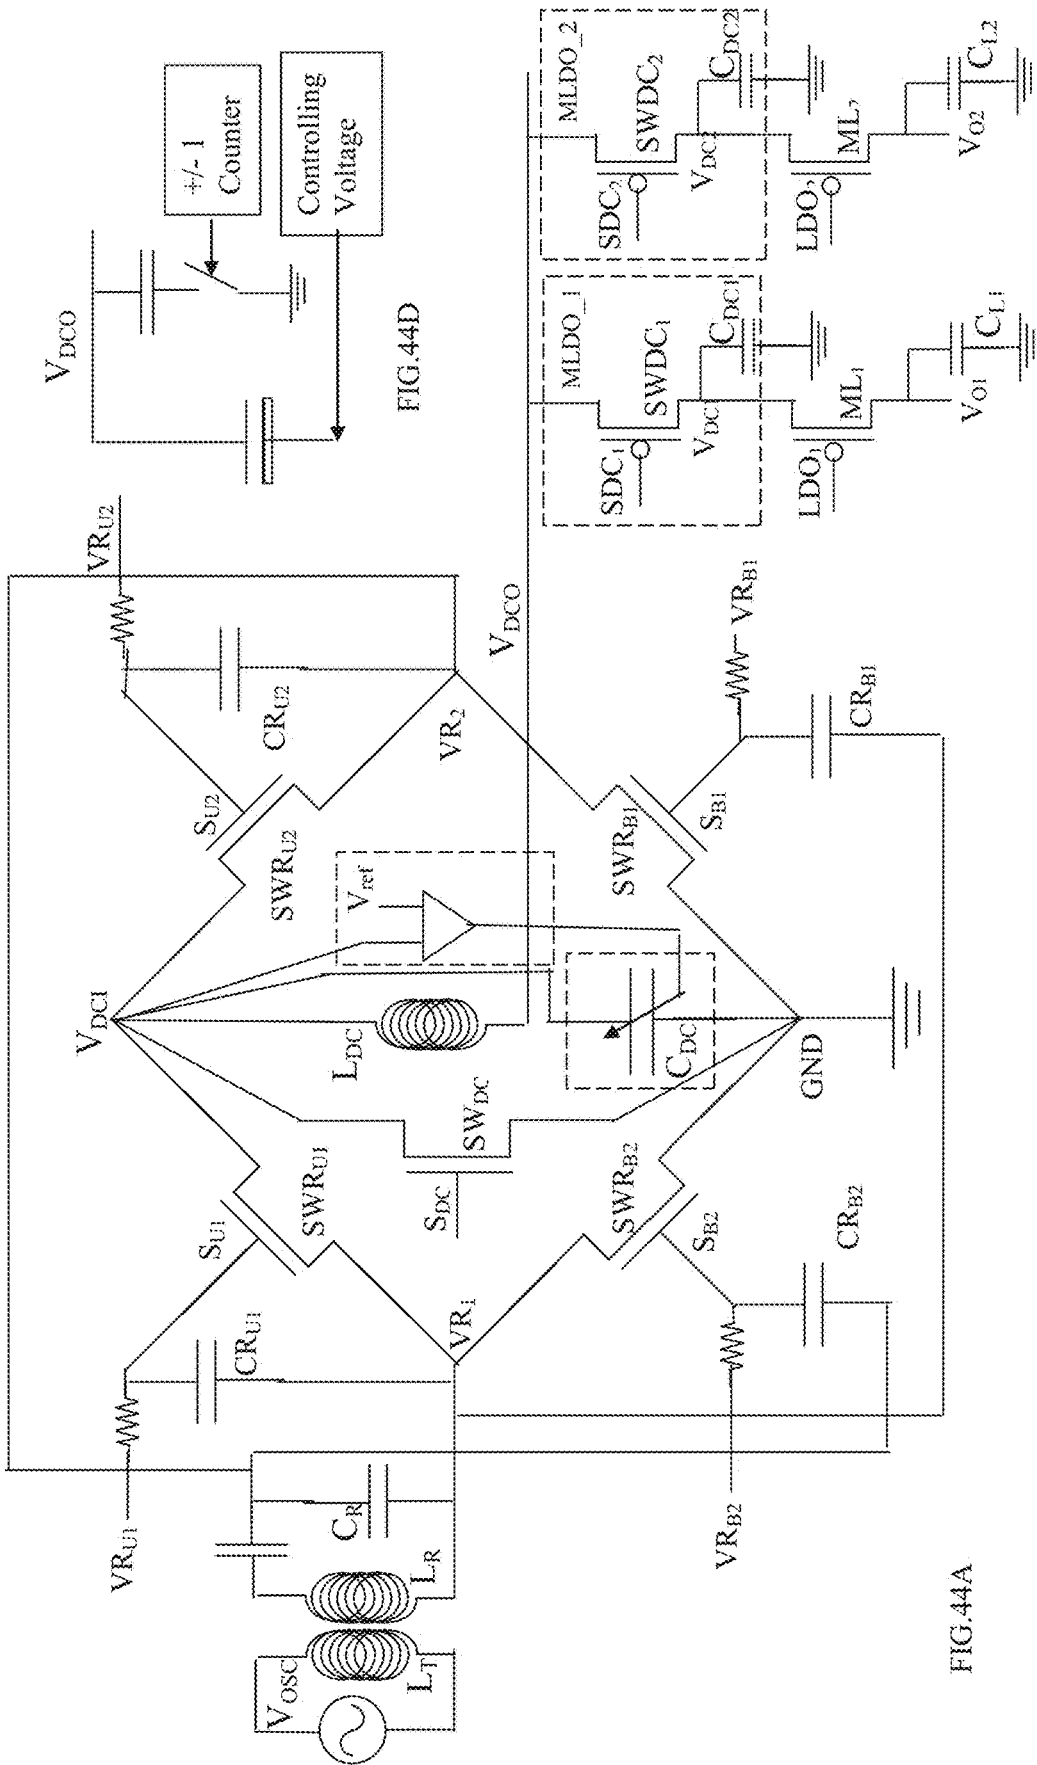 V_OSC
L_T
L_R
C_R
VR_U1
CR_U1
S_U1
SWR_U1
VR_1
V_DCI
S_DC
SW_DC
L_DC
V_ref
C_DC
GND
SWR_U2
S_U2
CR_U2
VR_U2
VR_2
SWR_B1
S_B1
CR_B1
VR_B1
SWR_B2
S_B2
CR_B2
VR_B2
V_DCO
MLDO_1
SDC_1
SWDC_1
V_DC1
C_DC1
LDO_1
ML_1
V_O1
C_L1
MLDO_2
SDC_2
SWDC_2
V_DC2
C_DC2
LDO_2
ML_2
V_O2
C_L2
FIG.44A
V_DCO
+/- 1
Counter
Controlling
Voltage
FIG.44D